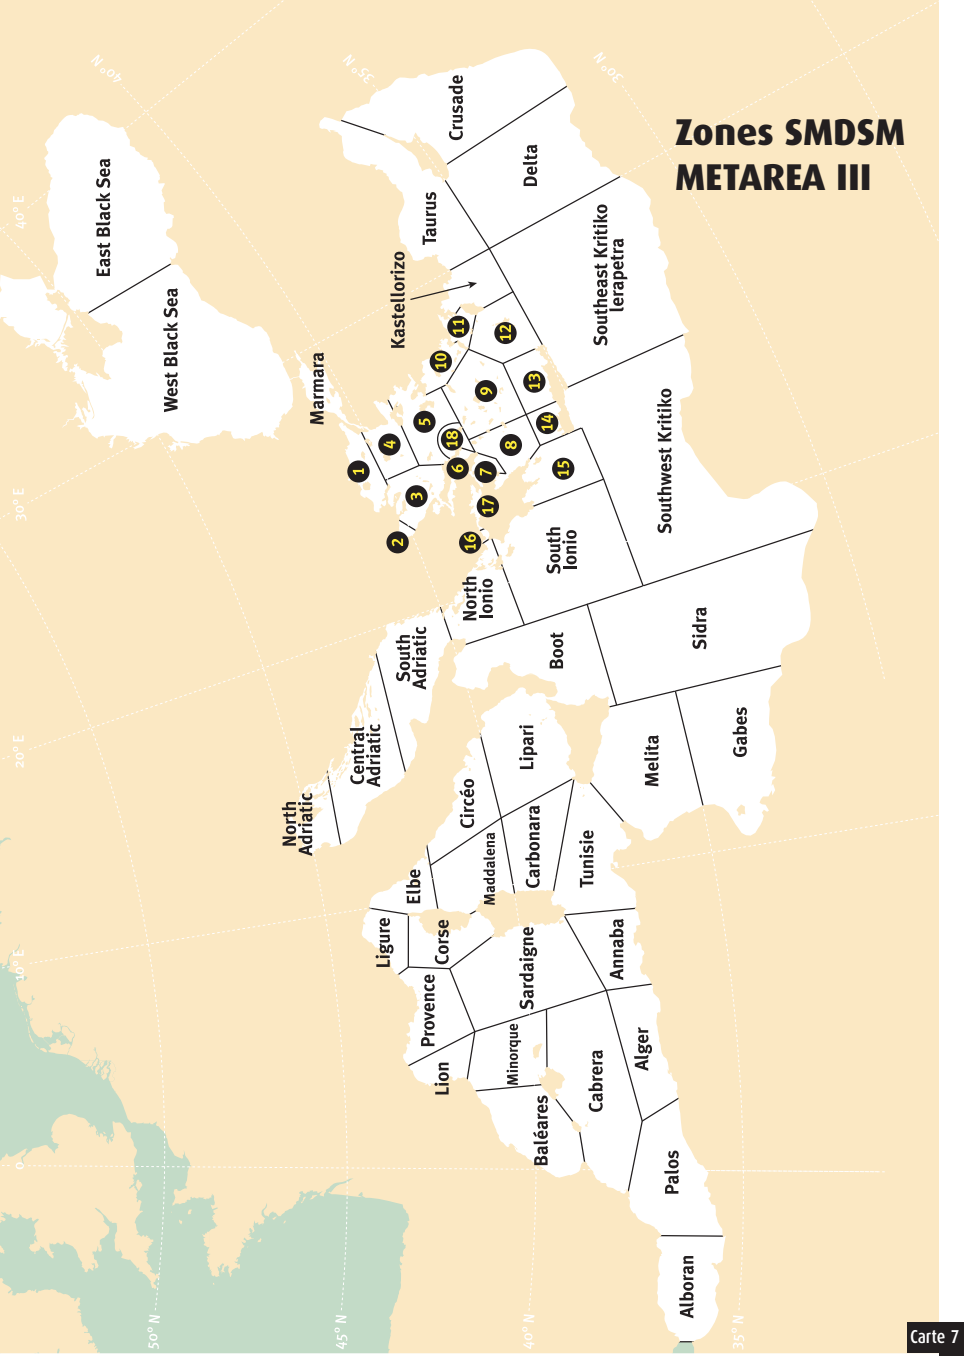 Zones SMDSM
METAREA III
40° N
35° N
30° N
40° E
30° E
20° E
10° E
0
50° N
45° N
40° N
35° N
East Black Sea
West Black Sea
Marmara
Crusade
Delta
Taurus
Kastellorizo
Southeast Kritiko
Ierapetra
Southwest Kritiko
1
2
3
4
5
6
7
8
9
10
11
12
13
14
15
16
17
18
North
Ionio
South
Ionio
Boot
Sidra
South
Adriatic
Central
Adriatic
North
Adriatic
Lipari
Melita
Gabes
Circéo
Carbonara
Maddalena
Tunisie
Elbe
Ligure
Corse
Sardaigne
Annaba
Provence
Lion
Minorque
Cabrera
Alger
Baléares
Palos
Alboran
Carte 7